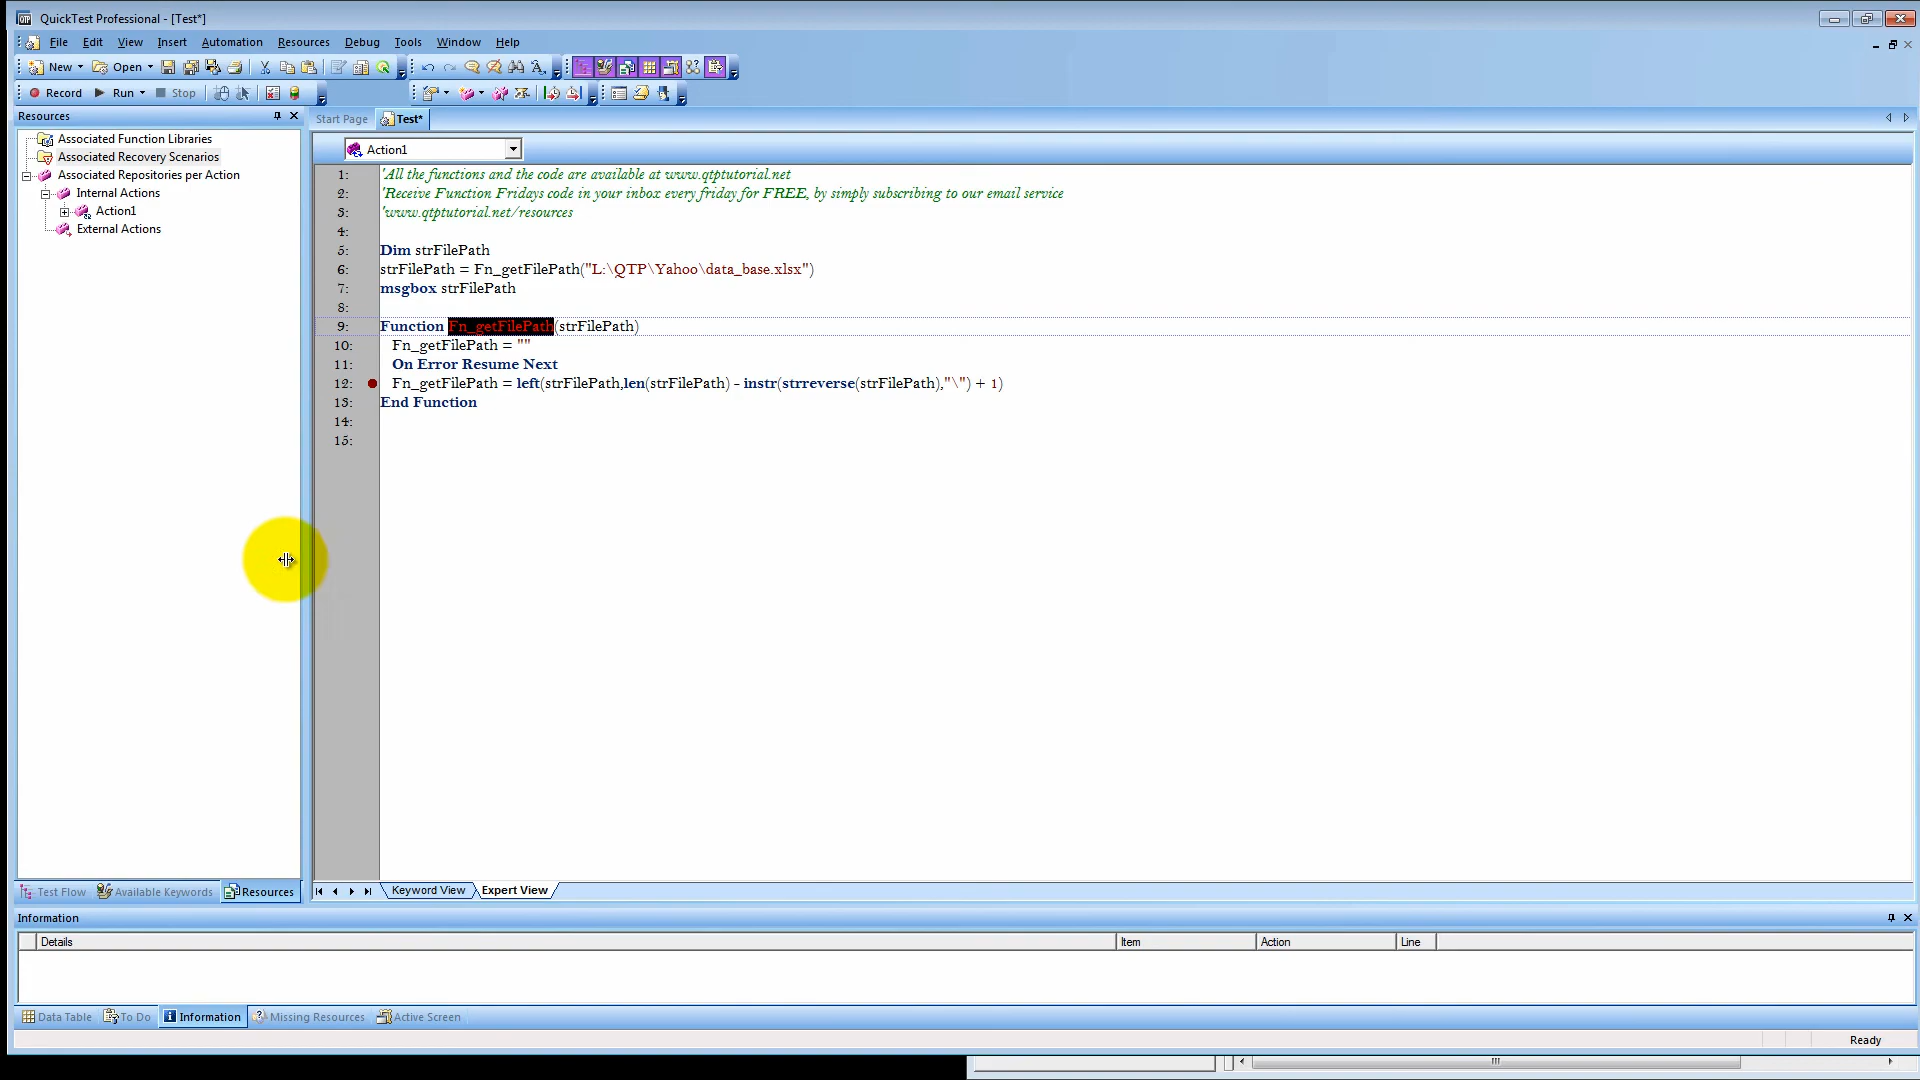 QTP QuickTest Professional - [Test*]
File Edit View Insert Automation Resources Debug Tools Window Help
New Open
Record Run Stop
Resources
Start Page Test*
Associated Function Libraries
Associated Recovery Scenarios
Associated Repositories per Action
Internal Actions
Action1
External Actions
Action1
1: 'All the functions and the code are available at www.qtptutorial.net
2: 'Receive Function Fridays code in your inbox every friday for FREE, by simply subscribing to our email service
3: 'www.qtptutorial.net/resources
4:
5: Dim strFilePath
6: strFilePath = Fn_getFilePath("L:\QTP\Yahoo\data_base.xlsx")
7: msgbox strFilePath
8:
9: Function Fn_getFilePath(strFilePath)
10: Fn_getFilePath = ""
11: On Error Resume Next
12: Fn_getFilePath = left(strFilePath,len(strFilePath) - instr(strreverse(strFilePath),"\") + 1)
13: End Function
14:
15:
Test Flow Available Keywords Resources
Keyword View Expert View
Information
Details Item Action Line
Data Table To Do Information Missing Resources Active Screen
Ready